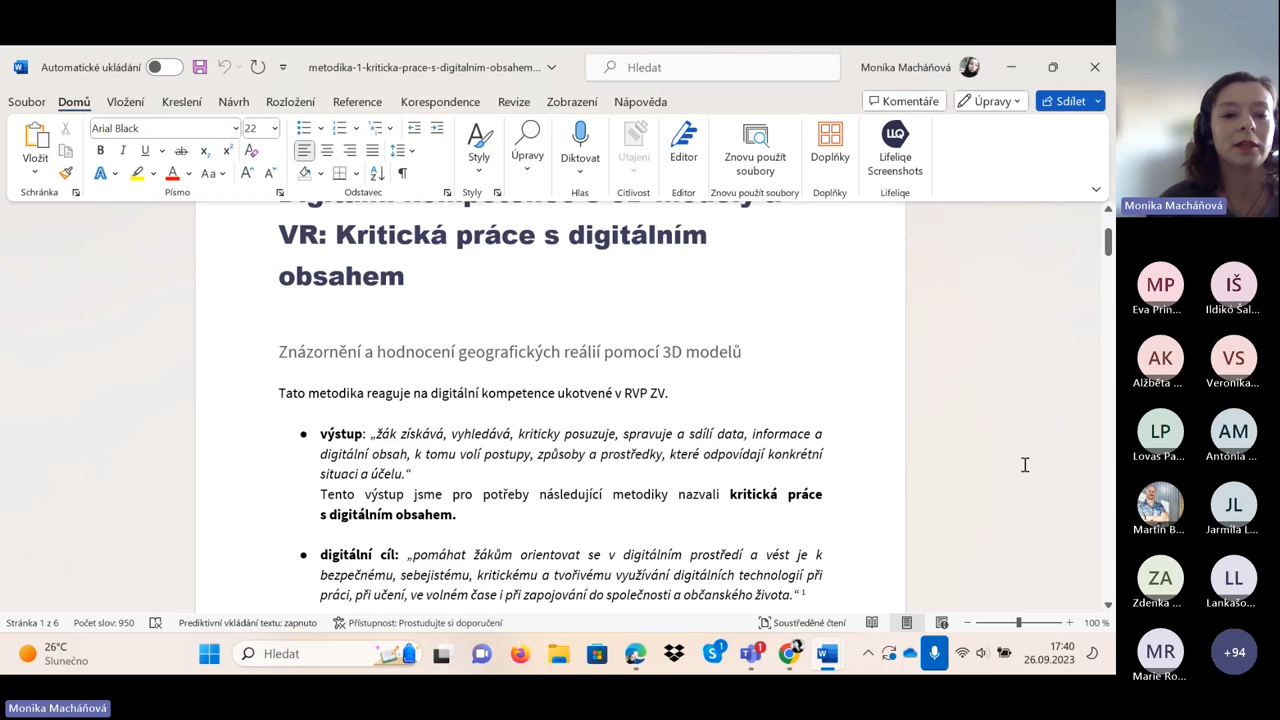 Automatické ukládání
metodika-1-kriticka-prace-s-digitalnim-obsahem...
Hledat
Monika Macháňová
Soubor Domů Vložení Kreslení Návrh Rozložení Reference Korespondence Revize Zobrazení Nápověda
Komentáře Úpravy Sdílet
Arial Black 22
Vložit
Styly
Úpravy
Diktovat
Utajení
Editor
Znovu použít soubory
Doplňky
LLQ
Lifeliqe Screenshots
Schránka Písmo Odstavec Styly Hlas Citlivost Editor Znovu použít soubory Doplňky Lifeliqe
VR: Kritická práce s digitálním
obsahem
Znázornění a hodnocení geografických reálií pomocí 3D modelů
Tato metodika reaguje na digitální kompetence ukotvené v RVP ZV.
● výstup: „žák získává, vyhledává, kriticky posuzuje, spravuje a sdílí data, informace a
digitální obsah, k tomu volí postupy, způsoby a prostředky, které odpovídají konkrétní
situaci a účelu.“
Tento výstup jsme pro potřeby následující metodiky nazvali kritická práce
s digitálním obsahem.
● digitální cíl: „pomáhat žákům orientovat se v digitálním prostředí a vést je k
bezpečnému, sebejistému, kritickému a tvořivému využívání digitálních technologií při
práci, při učení, ve volném čase i při zapojování do společnosti a občanského života.“ 1
Stránka 1 z 6 Počet slov: 950 Prediktivní vkládání textu: zapnuto Přístupnost: Prostudujte si doporučení Soustředěné čtení 100 %
26°C
Slunečno
Hledat
17:40
26.09.2023
Monika Macháňová
Monika Macháňová
MP IŠ
Eva Prin... Ildikó Šal...
AK VS
Alžběta ... Veronika...
LP AM
Lovas Pa... Antónia ...
JL
Martin B... Jarmila L...
ZA LL
Zdenka ... Lankašo...
MR +94
Marie Ro...